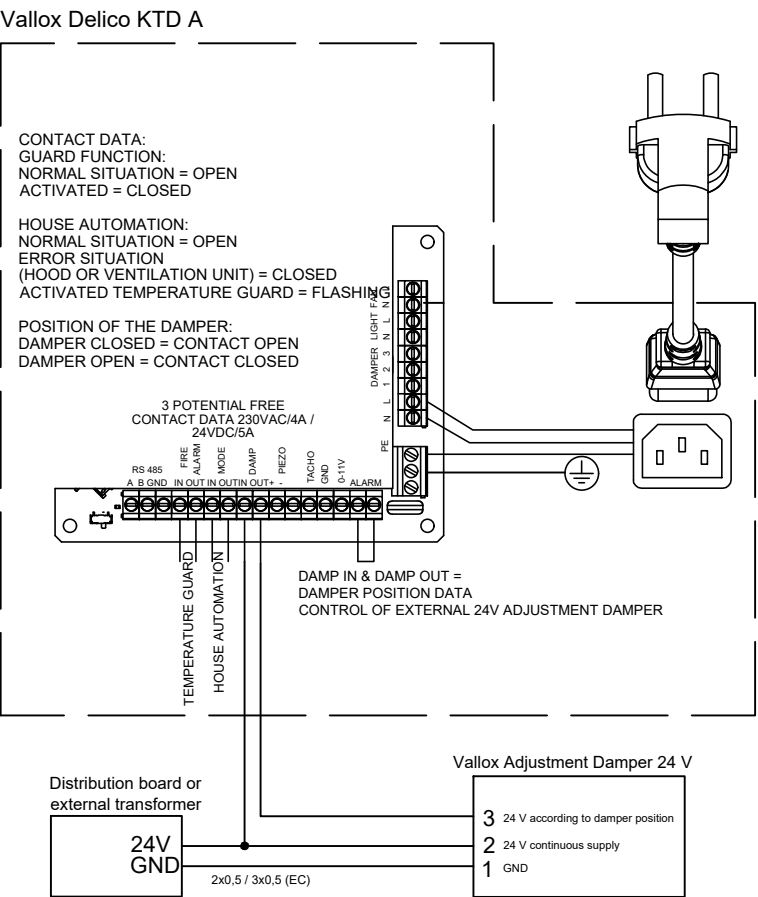 Vallox Delico KTD A
CONTACT DATA:
GUARD FUNCTION:
NORMAL SITUATION = OPEN
ACTIVATED = CLOSED
HOUSE AUTOMATION:
NORMAL SITUATION = OPEN
ERROR SITUATION
(HOOD OR VENTILATION UNIT) = CLOSED
ACTIVATED TEMPERATURE GUARD = FLASHING
POSITION OF THE DAMPER:
DAMPER CLOSED = CONTACT OPEN
DAMPER OPEN = CONTACT CLOSED
FAN
N
L
LIGHT
N
DAMPER
3
2
1
L
N
PE
3 POTENTIAL FREE
CONTACT DATA 230VAC/4A /
24VDC/5A
RS 485
FIRE
ALARM
MODE
DAMP
PIEZO
TACHO
GND
0-11V
A B GND IN OUT IN OUT IN OUT + - ALARM
TEMPERATURE GUARD
HOUSE AUTOMATION
DAMP IN & DAMP OUT =
DAMPER POSITION DATA
CONTROL OF EXTERNAL 24V ADJUSTMENT DAMPER
Distribution board or
external transformer
24V
GND
2x0,5 / 3x0,5 (EC)
Vallox Adjustment Damper 24 V
3 24 V according to damper position
2 24 V continuous supply
1 GND